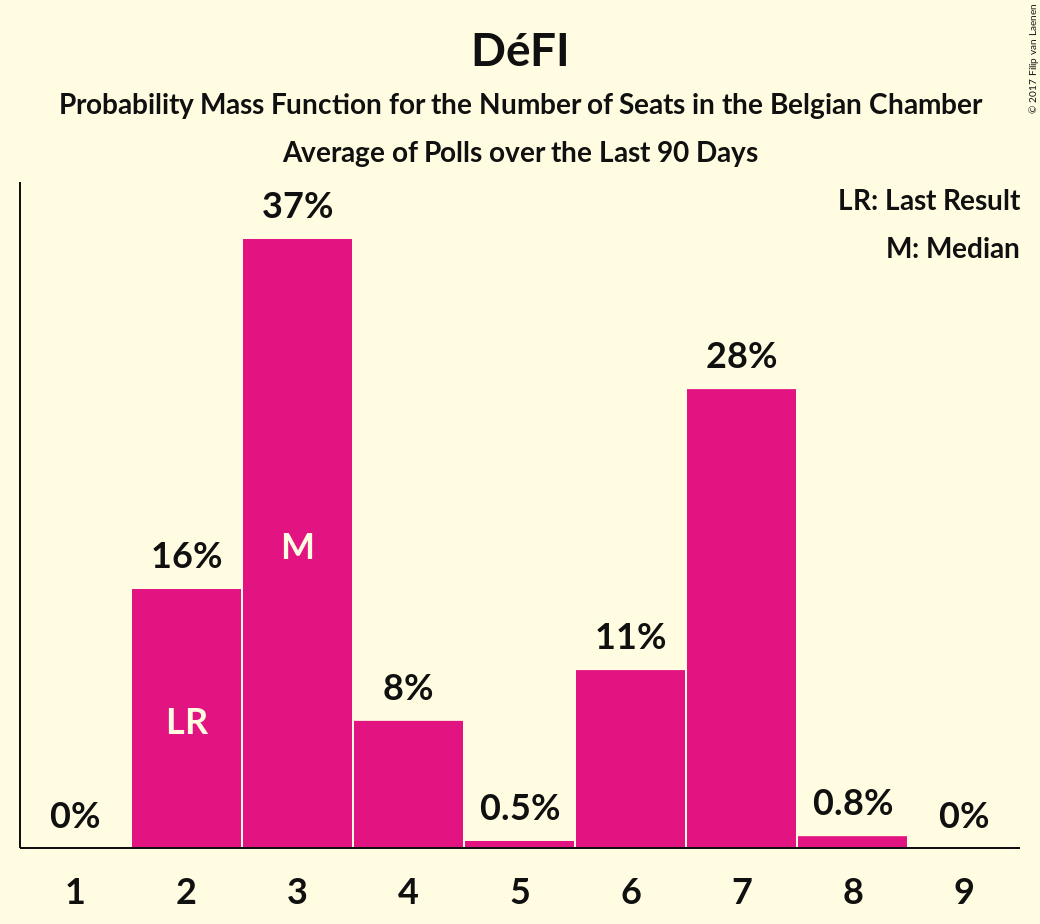 DéFI
Probability Mass Function for the Number of Seats in the Belgian Chamber
Average of Polls over the Last 90 Days
© 2017 Filip van Laenen
LR: Last Result
M: Median
0%
16%
37%
8%
0.5%
11%
28%
0.8%
0%
LR
M
1 2 3 4 5 6 7 8 9